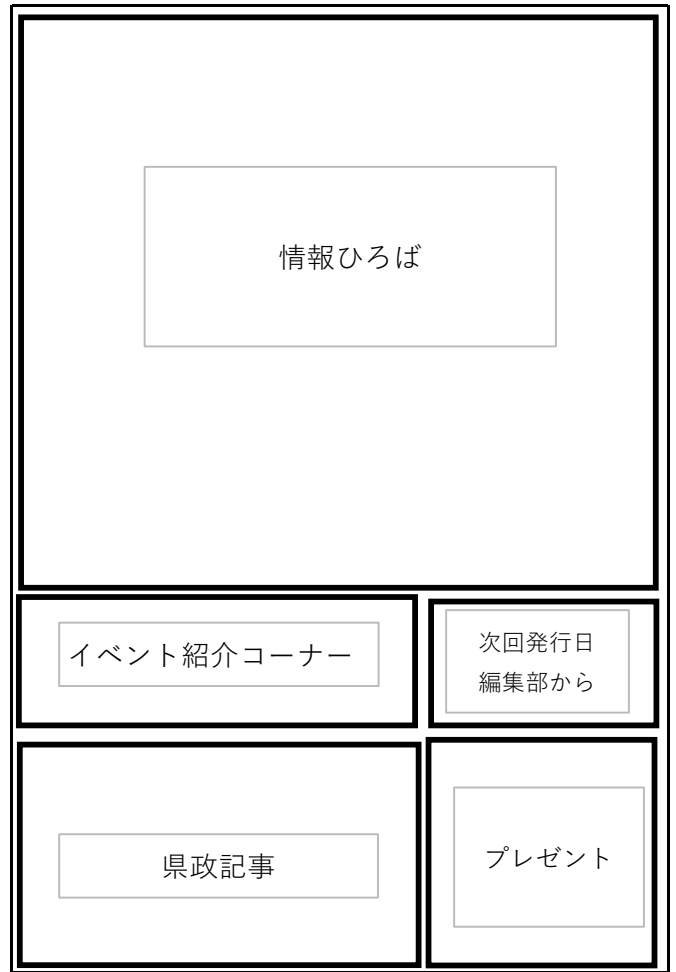 情報ひろば
イベント紹介コーナー
次回発行日
編集部から
県政記事
プレゼント